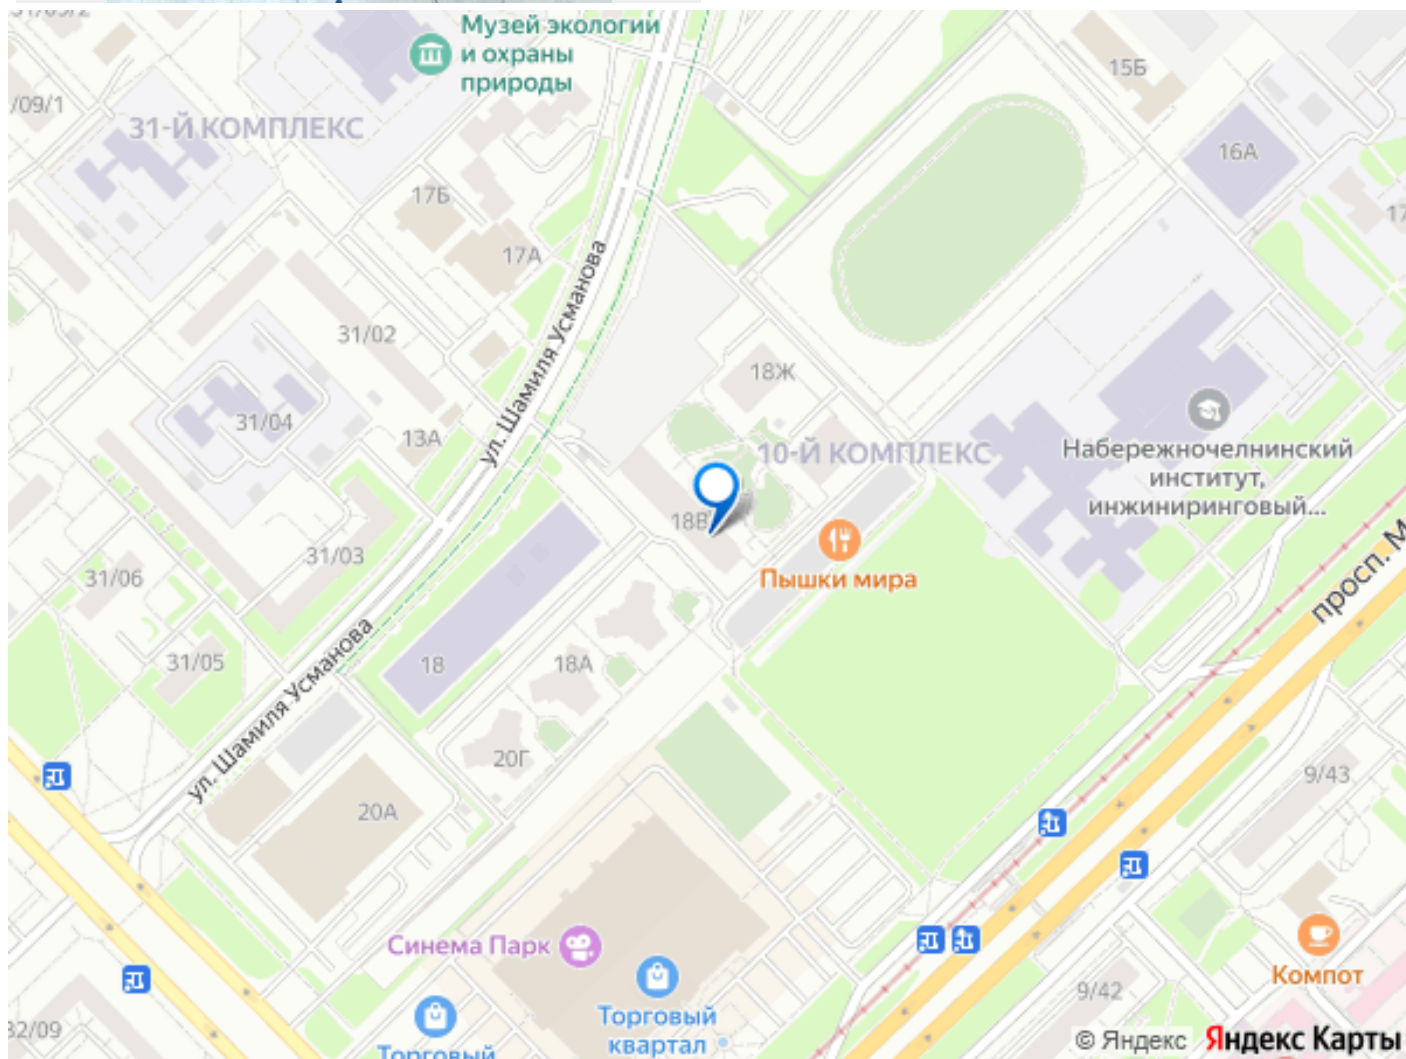 Музей экологии
и охраны
природы
/09/1
31-Й КОМПЛЕКС
15Б
16А
17Б
17А
ул. Шамиля Усманова
31/02
18Ж
31/04
13А
10-Й КОМПЛЕКС
Набережночелнинский
институт,
инжиниринговый...
18В
Пышки мира
31/03
31/06
просп. М
31/05
18
18А
ул. Шамиля Усманова
20Г
20А
9/43
Синема Парк
Компот
9/42
Торговый
квартал
Торговый
32/09
© Яндекс Яндекс Карты